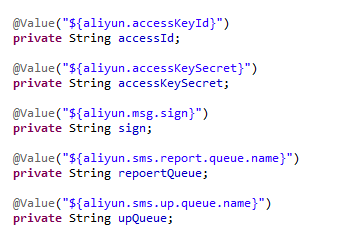 @Value("${aliyun.accessKeyId}")
private String accessId;
@Value("${aliyun.accessKeySecret}")
private String accessKeySecret;
@Value("${aliyun.msg.sign}")
private String sign;
@Value("${aliyun.sms.report.queue.name}")
private String repoertQueue;
@Value("${aliyun.sms.up.queue.name}")
private String upQueue;